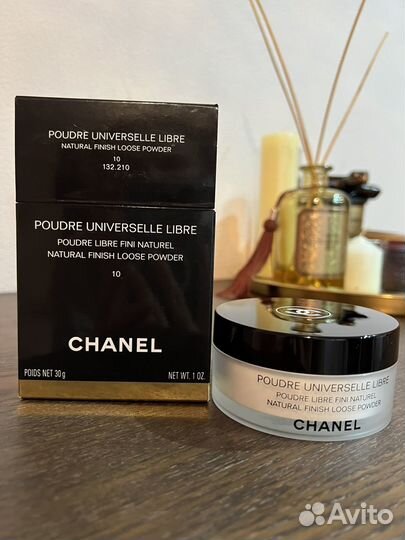 POUDRE UNIVERSELLE LIBRE
NATURAL FINISH LOOSE POWDER
10
132.210
POUDRE UNIVERSELLE LIBRE
POUDRE LIBRE FINI NATUREL
NATURAL FINISH LOOSE POWDER
10
CHANEL
POIDS NET 30g NET WT. 1 OZ.
POUDRE UNIVERSELLE LIBRE
POUDRE LIBRE FINI NATUREL
NATURAL FINISH LOOSE POWDER
CHANEL
Avito